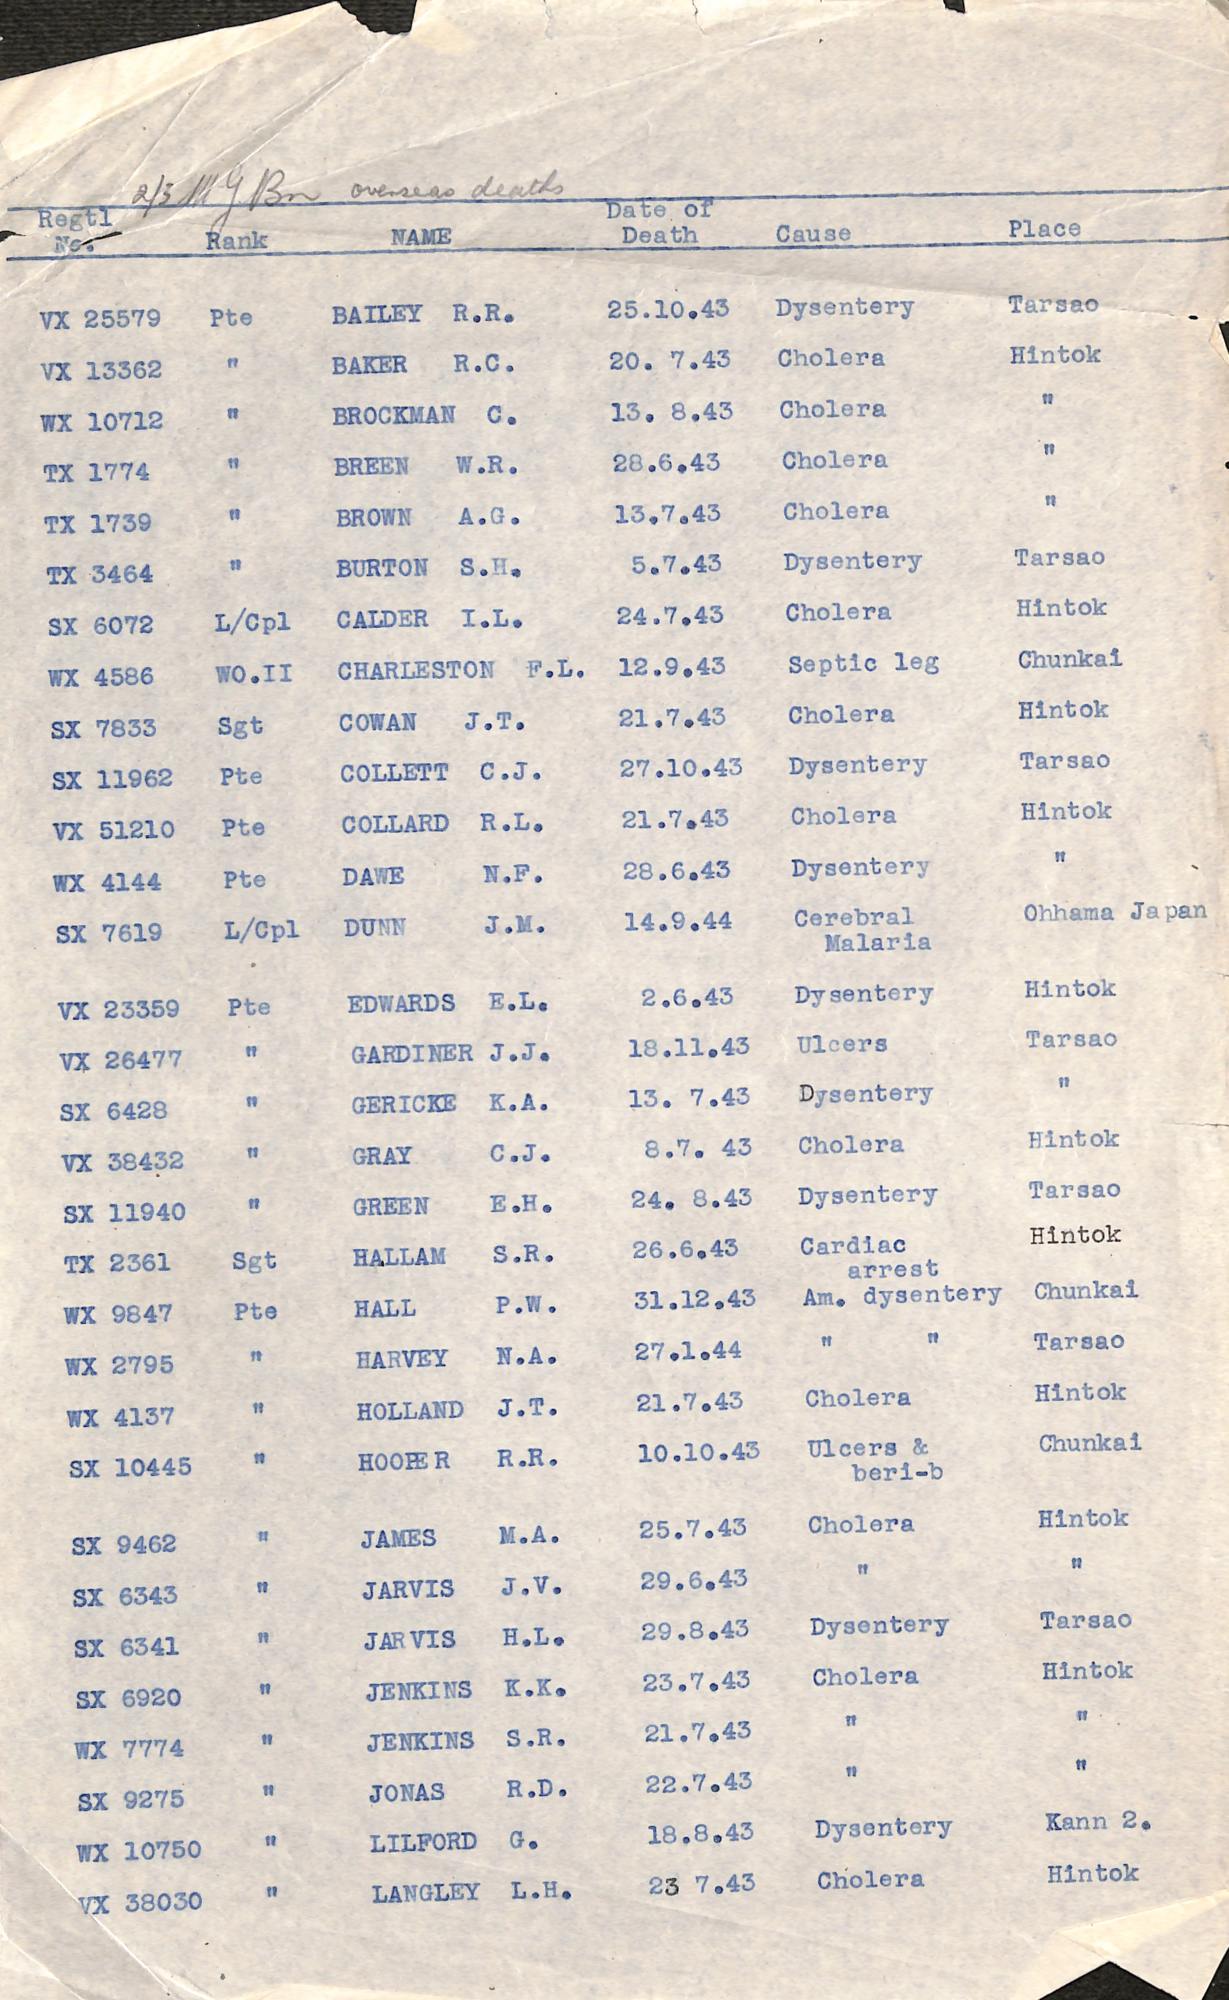 2/3 M G Bn overseas deaths
Regtl No. Rank NAME Date of Death Cause Place
VX 25579 Pte BAILEY R.R. 25.10.43 Dysentery Tarsao
VX 13362 " BAKER R.C. 20. 7.43 Cholera Hintok
WX 10712 " BROCKMAN C. 13. 8.43 Cholera "
TX 1774 " BREEN W.R. 28.6.43 Cholera "
TX 1739 " BROWN A.G. 13.7.43 Cholera "
TX 3464 " BURTON S.H. 5.7.43 Dysentery Tarsao
SX 6072 L/Cpl CALDER I.L. 24.7.43 Cholera Hintok
WX 4586 WO.II CHARLESTON F.L. 12.9.43 Septic leg Chunkai
SX 7833 Sgt COWAN J.T. 21.7.43 Cholera Hintok
SX 11962 Pte COLLETT C.J. 27.10.43 Dysentery Tarsao
VX 51210 Pte COLLARD R.L. 21.7.43 Cholera Hintok
WX 4144 Pte DAWE N.F. 28.6.43 Dysentery "
SX 7619 L/Cpl DUNN J.M. 14.9.44 Cerebral Ohhama Japan
Malaria
VX 23359 Pte EDWARDS E.L. 2.6.43 Dysentery Hintok
VX 26477 " GARDINER J.J. 18.11.43 Ulcers Tarsao
SX 6428 " GERICKE K.A. 13. 7.43 Dysentery "
VX 38432 " GRAY C.J. 8.7. 43 Cholera Hintok
SX 11940 " GREEN E.H. 24. 8.43 Dysentery Tarsao
TX 2361 Sgt HALLAM S.R. 26.6.43 Cardiac Hintok
arrest
WX 9847 Pte HALL P.W. 31.12.43 Am. dysentery Chunkai
WX 2795 " HARVEY N.A. 27.1.44 " " Tarsao
WX 4137 " HOLLAND J.T. 21.7.43 Cholera Hintok
SX 10445 " HOOPER R.R. 10.10.43 Ulcers & Chunkai
beri-b
SX 9462 " JAMES M.A. 25.7.43 Cholera Hintok
SX 6343 " JARVIS J.V. 29.6.43 " "
SX 6341 " JARVIS H.L. 29.8.43 Dysentery Tarsao
SX 6920 " JENKINS K.K. 23.7.43 Cholera Hintok
WX 7774 " JENKINS S.R. 21.7.43 " "
SX 9275 " JONAS R.D. 22.7.43 " "
WX 10750 " LILFORD G. 18.8.43 Dysentery Kann 2.
VX 38030 " LANGLEY L.H. 23 7.43 Cholera Hintok